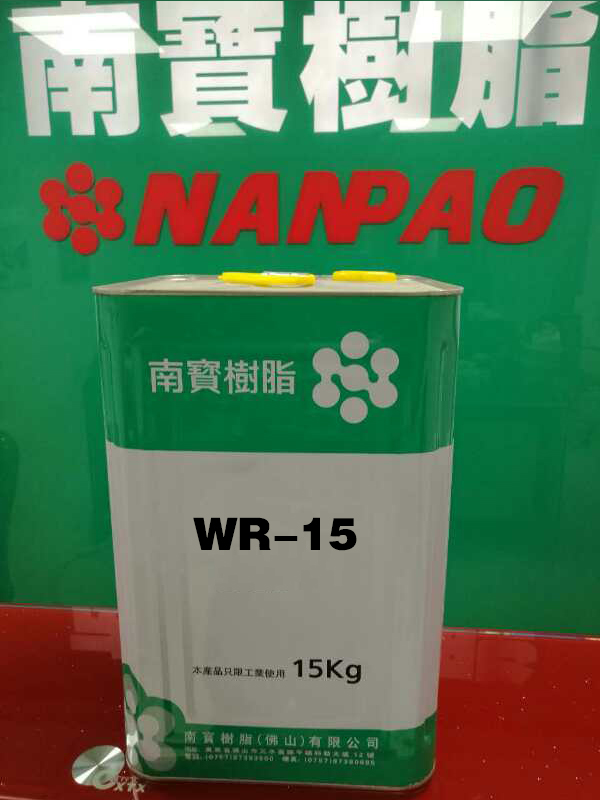 南寶樹脂
NANPAO
南寶樹脂
WR-15
本產品只限工業使用 15Kg
南寶樹脂(佛山)有限公司